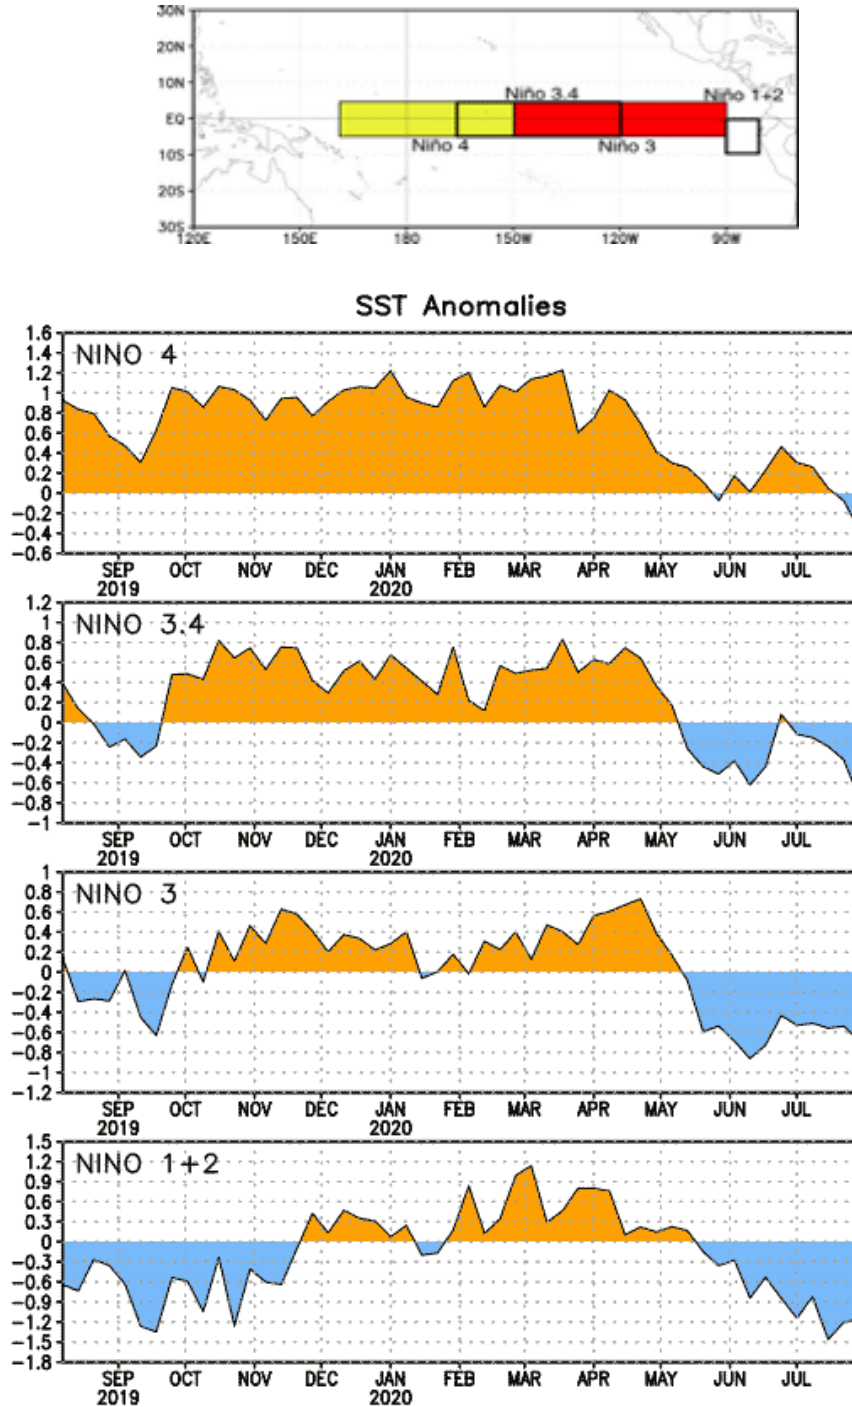 30N
20N
10N
Niño 3.4 Niño 1+2
EQ
Niño 4 Niño 3
10S
20S
30S
120E 150E 180 150W 120W 90W
SST Anomalies
NINO 4
1.6
1.4
1.2
1
0.8
0.6
0.4
0.2
0
-0.2
-0.4
-0.6
SEP OCT NOV DEC JAN FEB MAR APR MAY JUN JUL
2019 2020
NINO 3.4
1.2
1
0.8
0.6
0.4
0.2
0
-0.2
-0.4
-0.6
-0.8
-1
SEP OCT NOV DEC JAN FEB MAR APR MAY JUN JUL
2019 2020
NINO 3
1
0.8
0.6
0.4
0.2
0
-0.2
-0.4
-0.6
-0.8
-1
-1.2
SEP OCT NOV DEC JAN FEB MAR APR MAY JUN JUL
2019 2020
NINO 1+2
1.5
1.2
0.9
0.6
0.3
0
-0.3
-0.6
-0.9
-1.2
-1.5
-1.8
SEP OCT NOV DEC JAN FEB MAR APR MAY JUN JUL
2019 2020